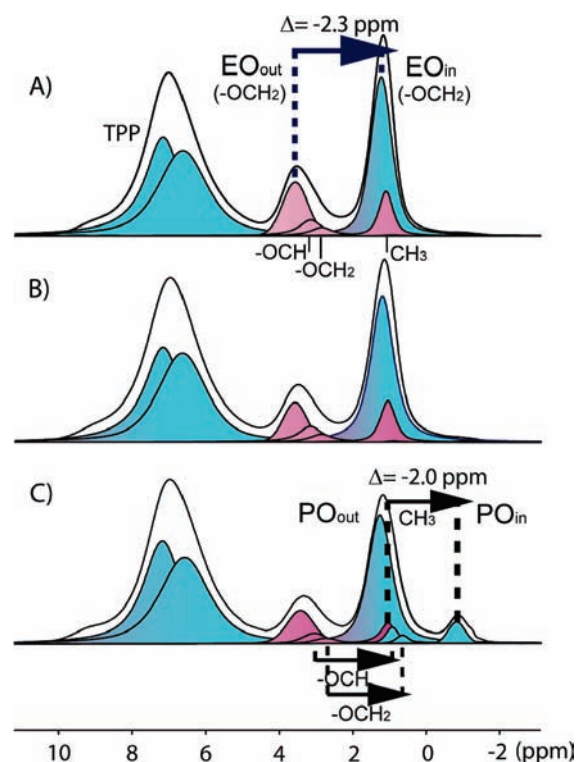 Δ= -2.3 ppm
A)
EOout
EOin
(-OCH2)
(-OCH2)
TPP
-OCH
-OCH2
CH3
B)
C)
Δ= -2.0 ppm
POout
CH3
POin
-OCH
-OCH2
10 8 6 4 2 0 -2 (ppm)